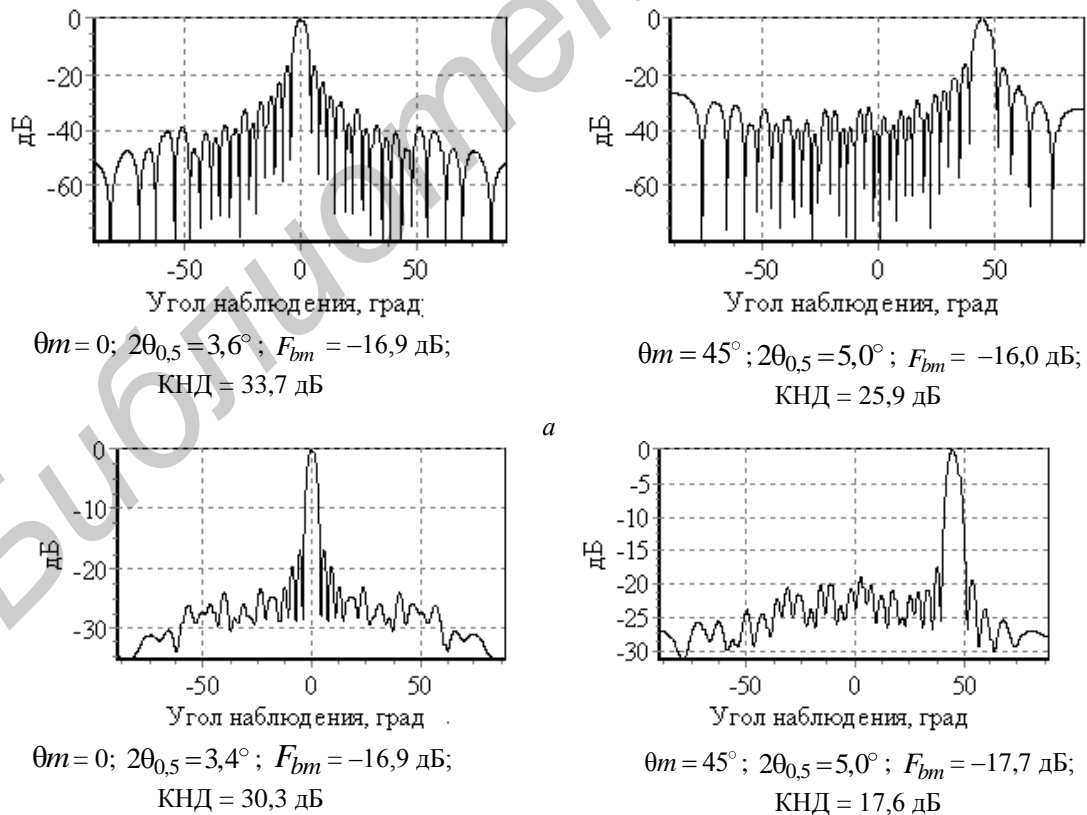 0
-20
-40
-60
дБ
-50
0
50
Угол наблюдения, град
θm = 0; 2θ0,5 = 3,6°; Fbm = –16,9 дБ;
КНД = 33,7 дБ
0
-20
-40
-60
дБ
-50
0
50
Угол наблюдения, град
θm = 45°; 2θ0,5 = 5,0°; Fbm = –16,0 дБ;
КНД = 25,9 дБ
а
0
-10
-20
-30
дБ
-50
0
50
Угол наблюдения, град
θm = 0; 2θ0,5 = 3,4°; Fbm = –16,9 дБ;
КНД = 30,3 дБ
0
-5
-10
-15
-20
-25
-30
дБ
-50
0
50
Угол наблюдения, град
θm = 45°; 2θ0,5 = 5,0°; Fbm = –17,7 дБ;
КНД = 17,6 дБ
Библиоте